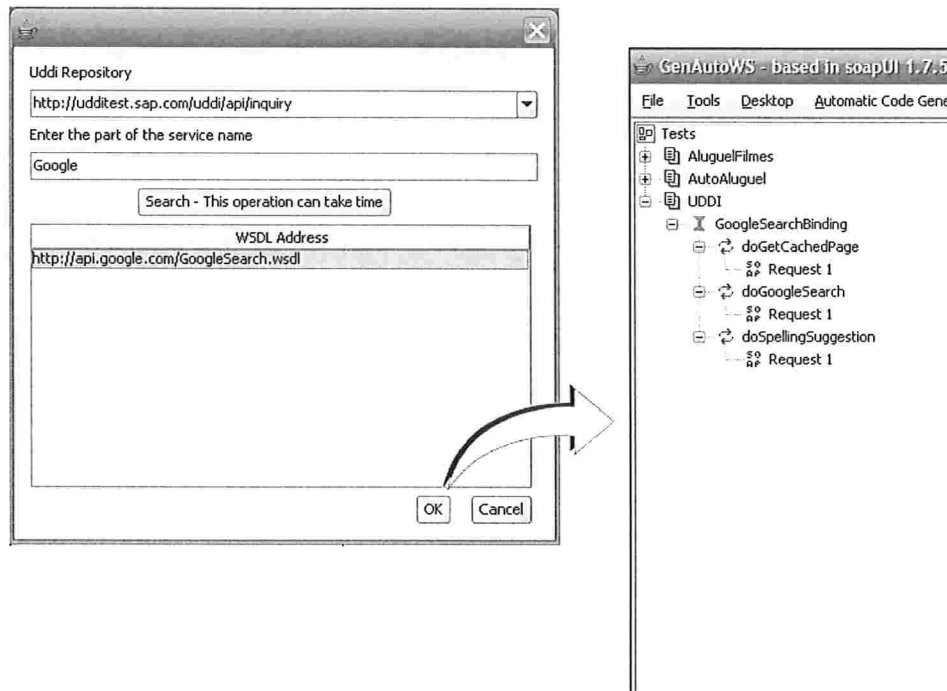 Uddi Repository
http://udditest.sap.com/uddi/api/inquiry
Enter the part of the service name
Google
Search - This operation can take time
WSDL Address
http://api.google.com/GoogleSearch.wsdl
OK
Cancel
GenAutoWS - based in soapUI 1.7.5
File Tools Desktop Automatic Code Gene
Tests
AluguelFilmes
AutoAluguel
UDDI
GoogleSearchBinding
doGetCachedPage
SOAP Request 1
doGoogleSearch
SOAP Request 1
doSpellingSuggestion
SOAP Request 1